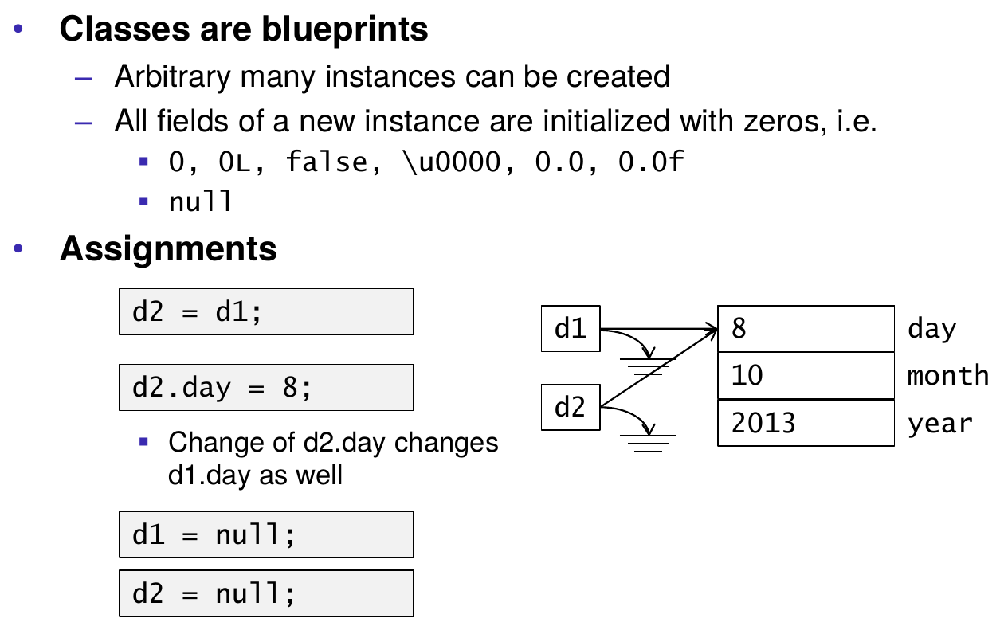 • Classes are blueprints
– Arbitrary many instances can be created
– All fields of a new instance are initialized with zeros, i.e.
▪ 0, 0L, false, \u0000, 0.0, 0.0f
▪ null
• Assignments
d2 = d1;
d2.day = 8;
▪ Change of d2.day changes
d1.day as well
d1 = null;
d2 = null;
d1
d2
8 day
10 month
2013 year